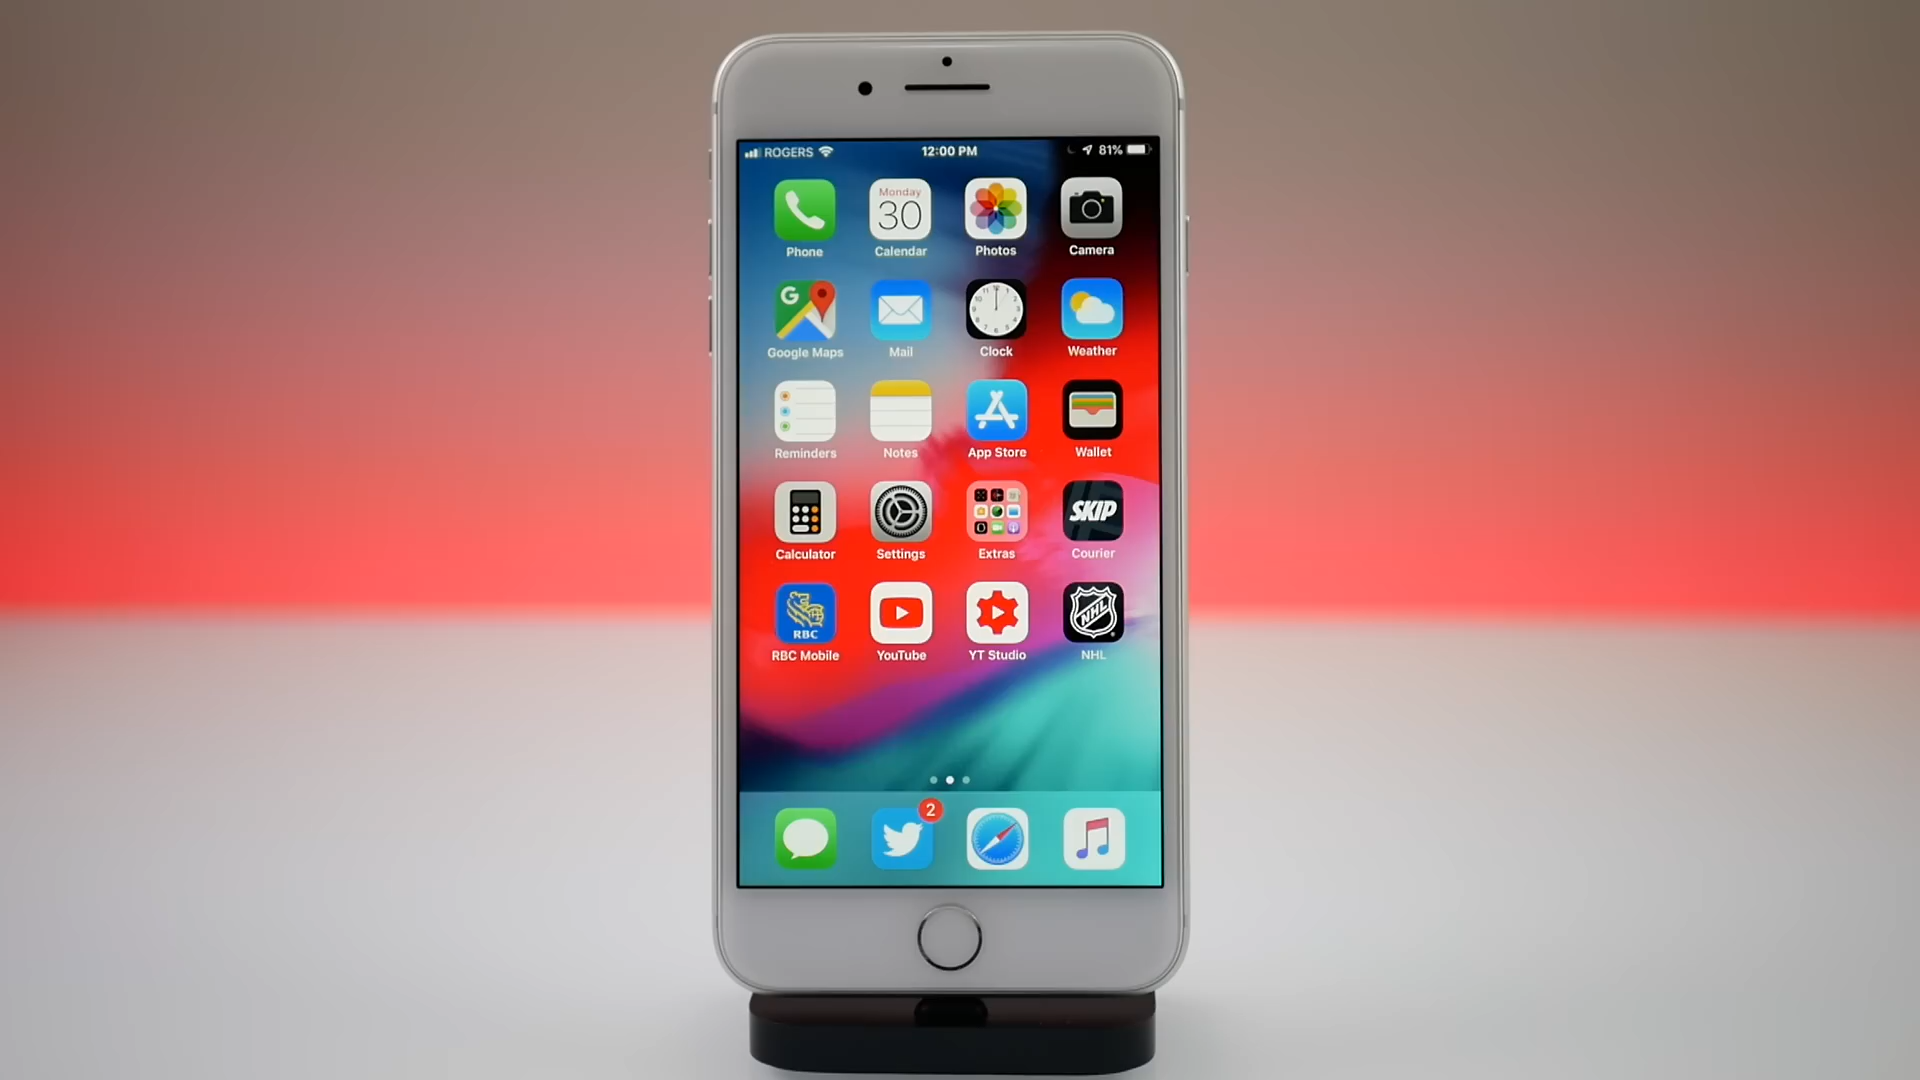 ROGERS 12:00 PM 81%
Monday
30
Phone Calendar Photos Camera
G
Google Maps Mail Clock Weather
Reminders Notes App Store Wallet
SKIP
Calculator Settings Extras Courier
RBC NHL
RBC Mobile YouTube YT Studio NHL
2